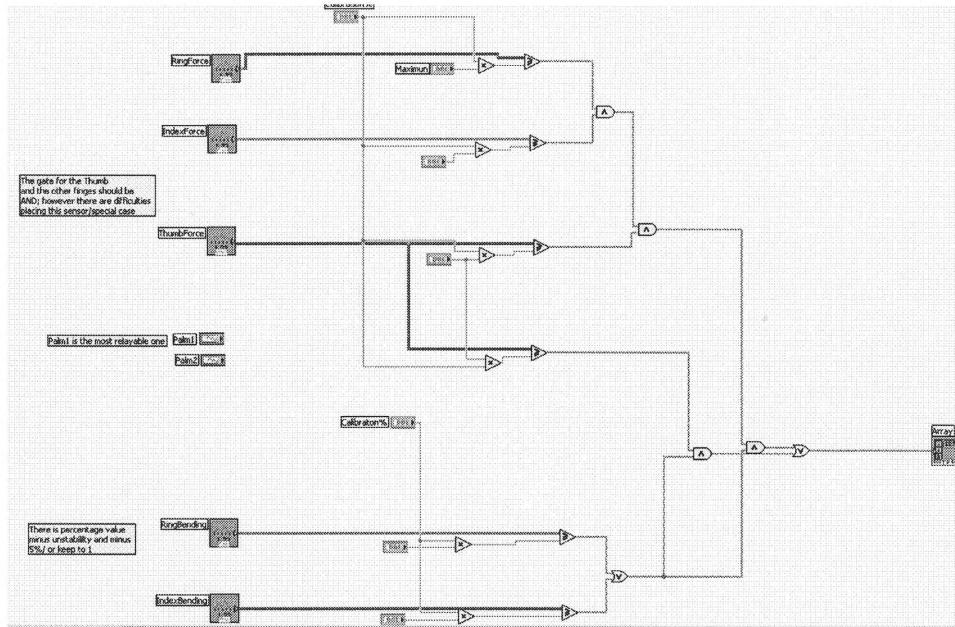 RingForce
Maximun
IndexForce
The gate for the Thumb
and the other finges should be
AND; however there are difficulties
placing this sensor/special case
ThumbForce
Palm1 is the most relayable one
Palm1
Palm2
Calibraton%
Array
There is percentage value
minus unstability and minus
5%/ or keep to 1
RingBending
IndexBending